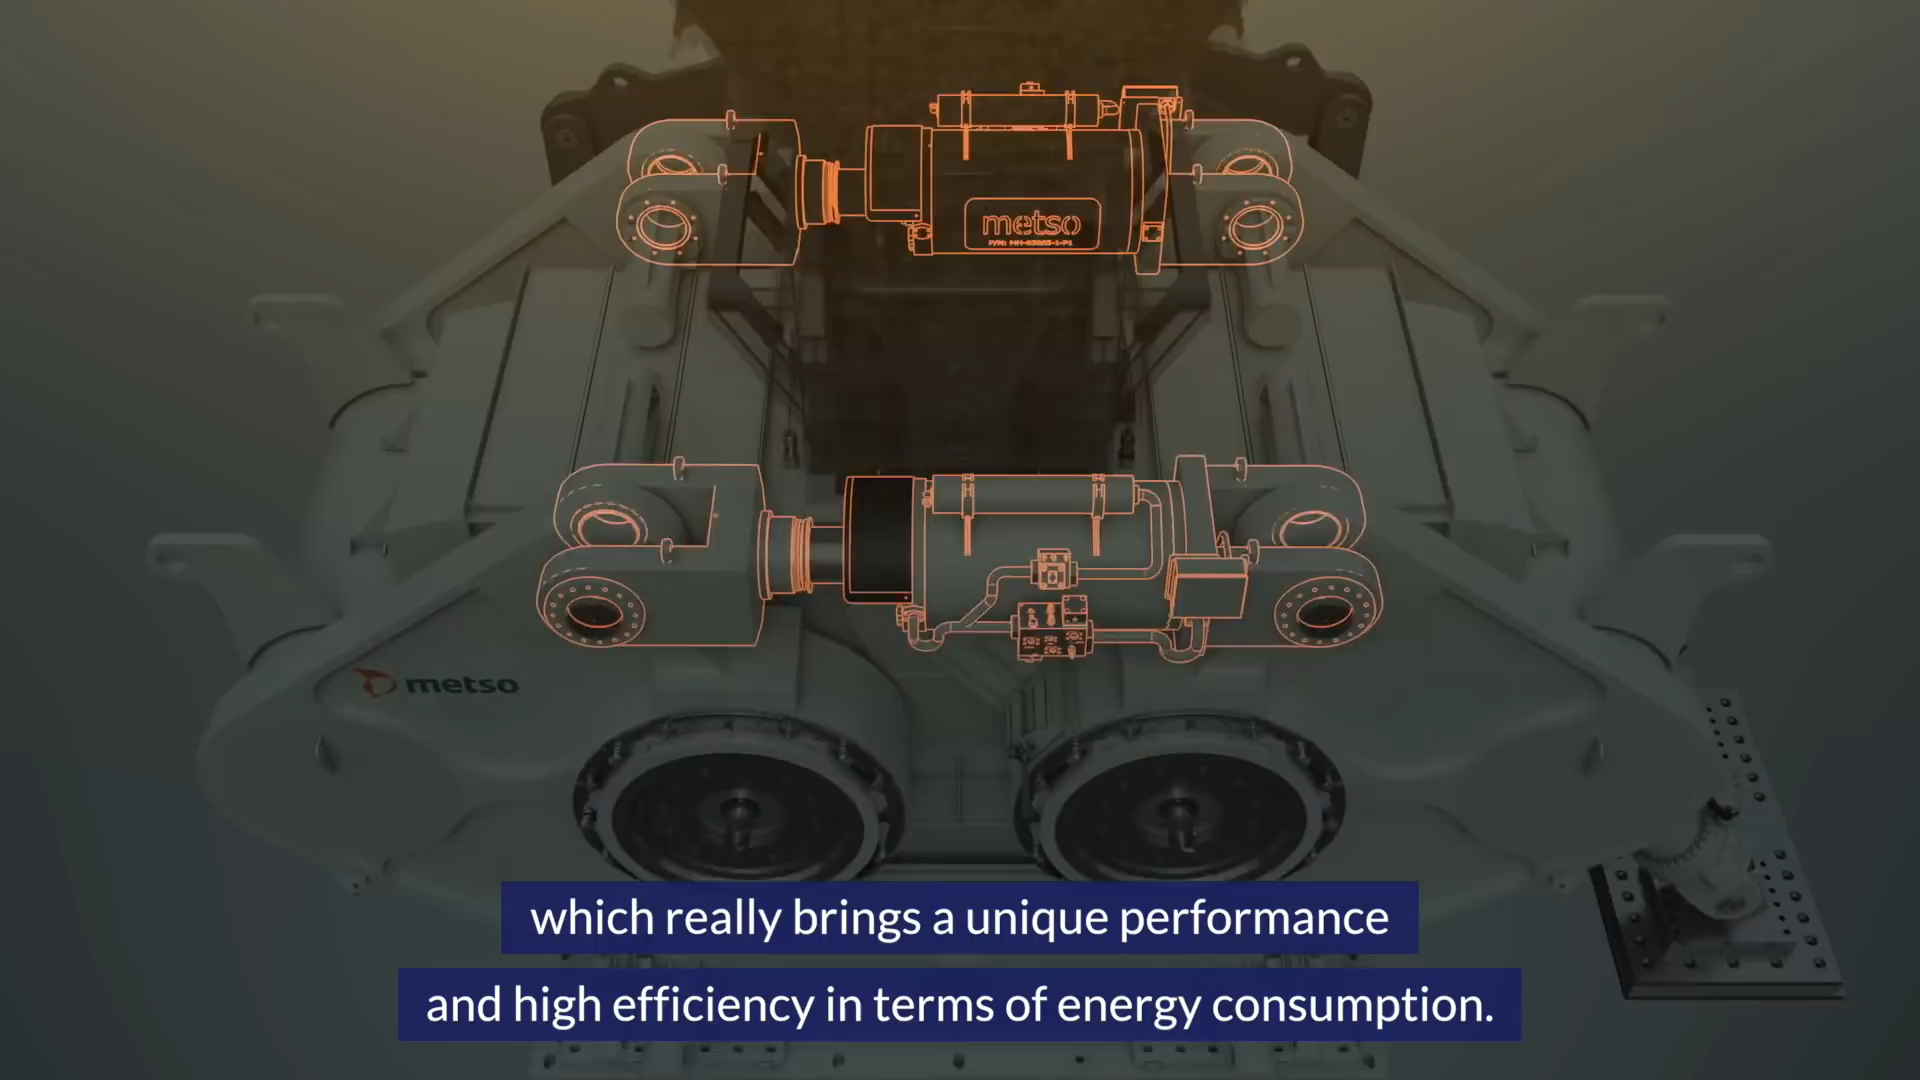 metso
metso
which really brings a unique performance
and high efficiency in terms of energy consumption.